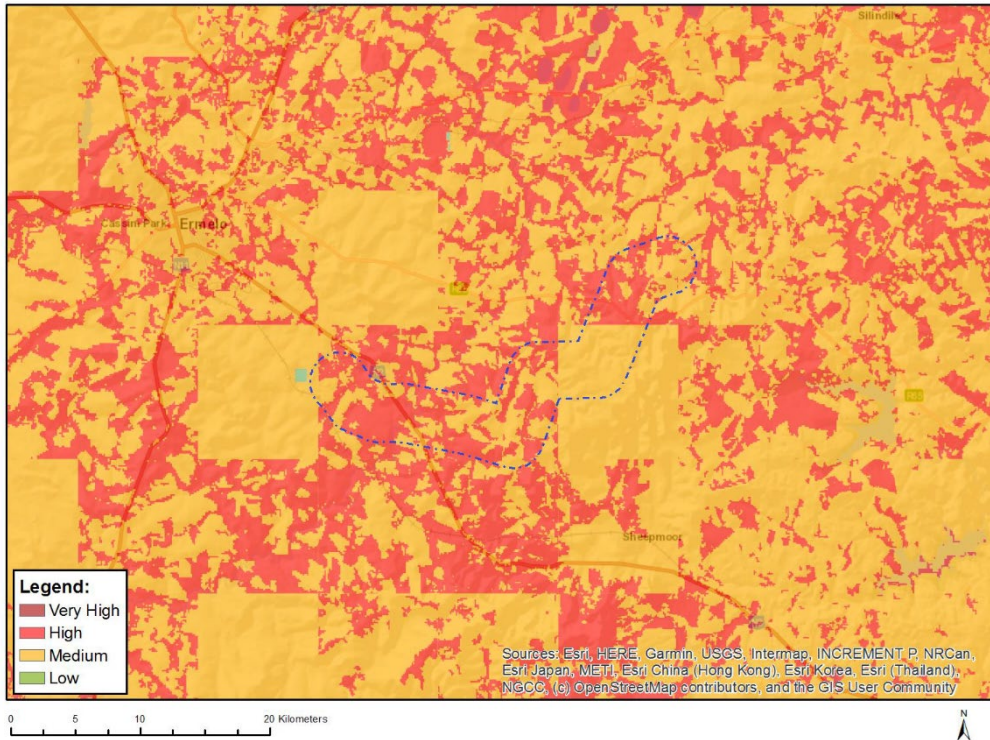 Silindile
Cassim Park
Ermelo
Sheepmoor
Legend:
Very High
High
Medium
Low
Sources: Esri, HERE, Garmin, USGS, Intermap, INCREMENT P, NRCan,
Esri Japan, METI, Esri China (Hong Kong), Esri Korea, Esri (Thailand),
NGCC, (c) OpenStreetMap contributors, and the GIS User Community
0 5 10 20 Kilometers
N